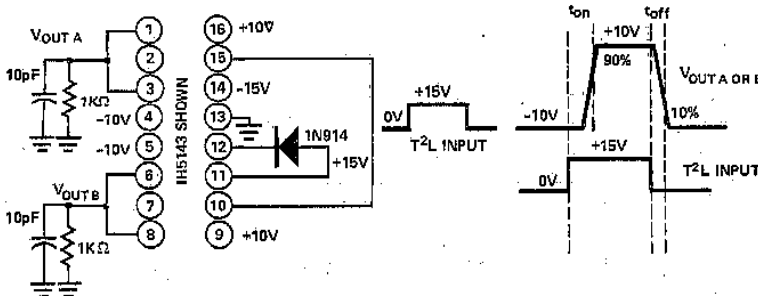 VOUT A
10pF
1KΩ
-10V
-10V
VOUT B
10pF
1KΩ
1
2
3
4
5
6
7
8
IH5143 SHOWN
16 +10V
15
14 -15V
13
12
11
10
9 +10V
1N914
+15V
+15V
0V
T2L INPUT
ton
toff
+10V
90%
VOUT A OR B
-10V
10%
+15V
T2L INPUT
0V